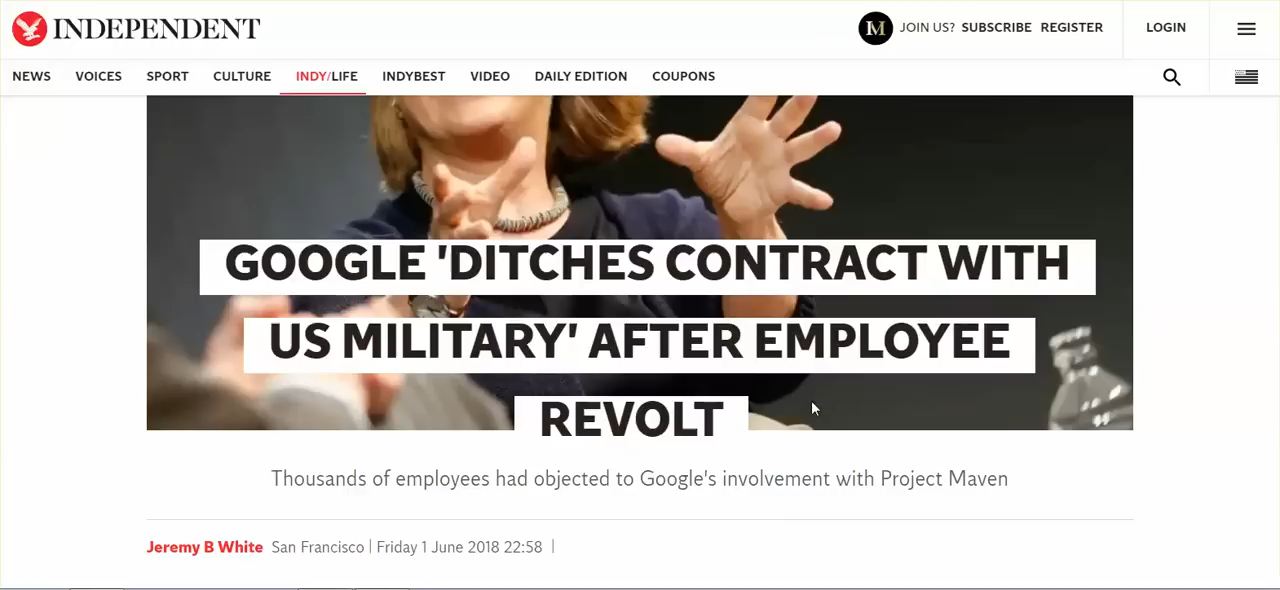 INDEPENDENT
JOIN US? SUBSCRIBE REGISTER LOGIN
NEWS VOICES SPORT CULTURE INDY/LIFE INDYBEST VIDEO DAILY EDITION COUPONS
GOOGLE 'DITCHES CONTRACT WITH
US MILITARY' AFTER EMPLOYEE
REVOLT
Thousands of employees had objected to Google's involvement with Project Maven
Jeremy B White San Francisco | Friday 1 June 2018 22:58 |